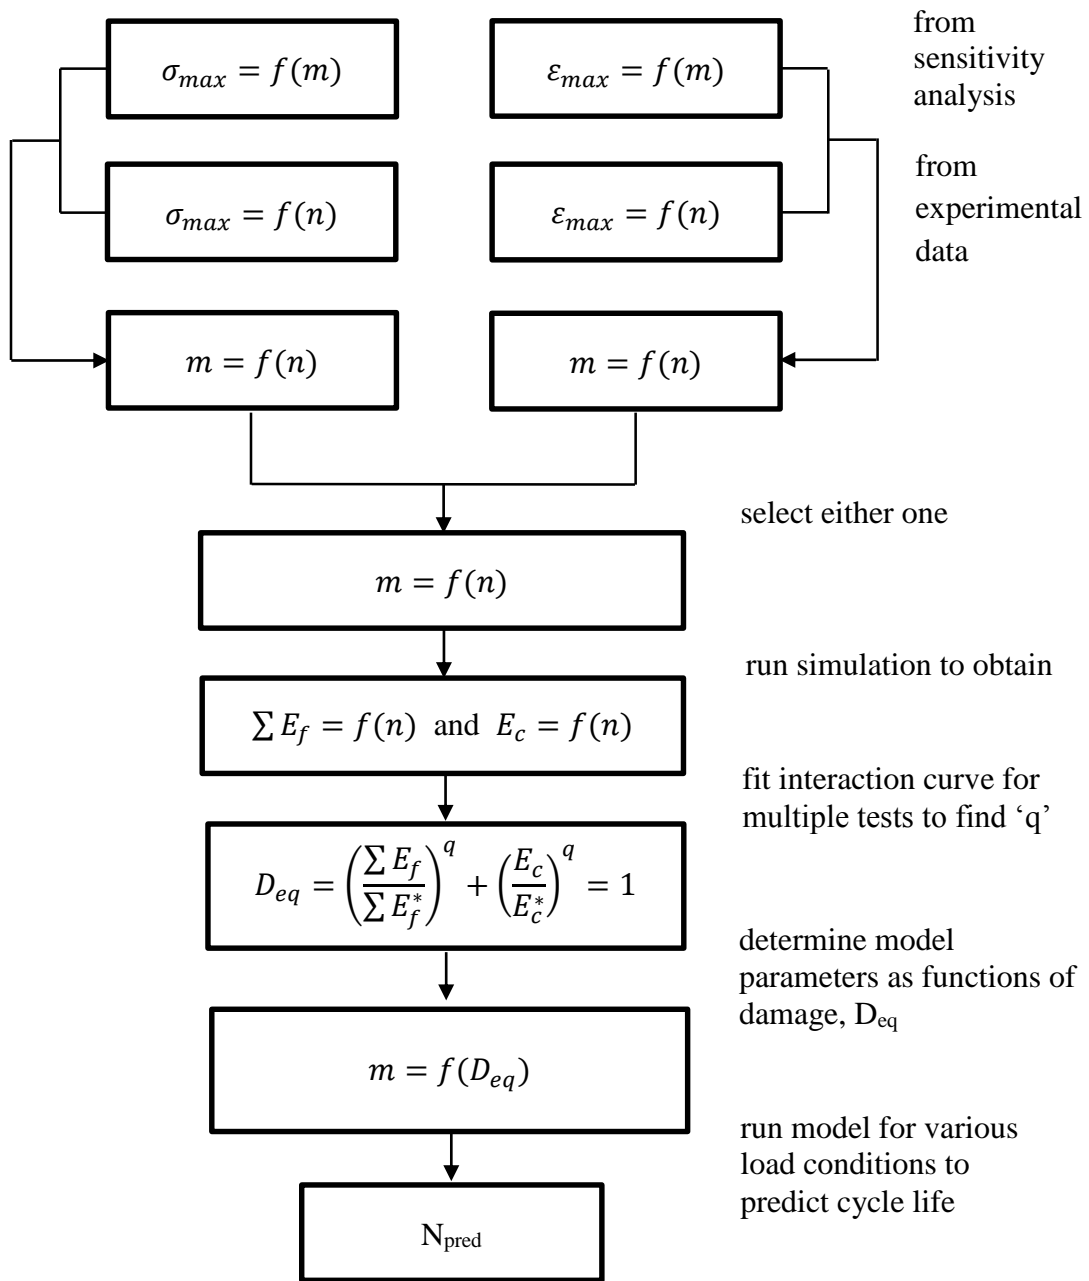 from
sensitivity
analysis
σ_max = f(m)
ε_max = f(m)
from
experimental
data
σ_max = f(n)
ε_max = f(n)
m = f(n)
m = f(n)
select either one
m = f(n)
run simulation to obtain
∑ E_f = f(n) and E_c = f(n)
fit interaction curve for
multiple tests to find ‘q’
D_eq = (∑ E_f / ∑ E_f^*)^q + (E_c / E_c^*)^q = 1
determine model
parameters as functions of
damage, D_eq
m = f(D_eq)
run model for various
load conditions to
predict cycle life
N_pred